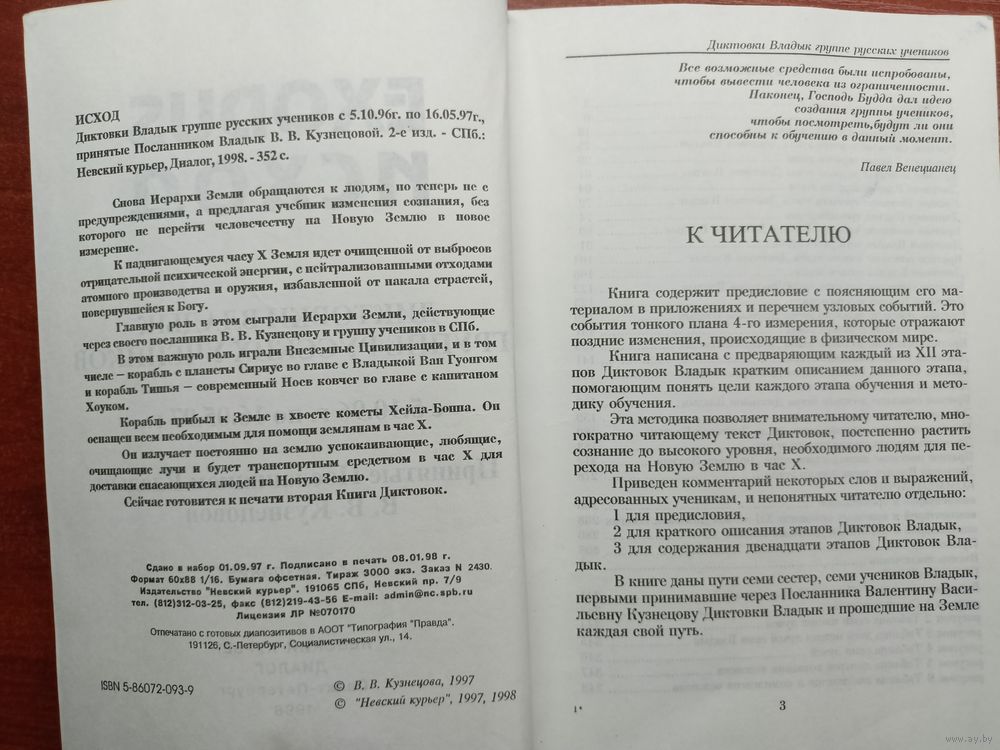 ИСХОД
Диктовки Владык группе русских учеников с 5.10.96г. по 16.05.97г.,
принятые Посланником Владык В. В. Кузнецовой. 2-е изд. - СПб.:
Невский курьер, Диалог, 1998. - 352 с.
Снова Иерархи Земли обращаются к людям, но теперь не с
предупреждениями, а предлагая учебник изменения сознания, без
которого не перейти человечеству на Новую Землю в новое
измерение.
К надвигающемуся часу Х Земля идет очищенной от выбросов
отрицательной психической энергии, с нейтрализованными отходами
атомного производства и оружия, избавленной от накала страстей,
повернувшейся к Богу.
Главную роль в этом сыграли Иерархи Земли, действующие
через своего посланника В. В. Кузнецову и группу учеников в СПб.
В этом важную роль играли Внеземные Цивилизации, и в том
числе – корабль с планеты Сириус во главе с Владыкой Ван Гуонгом
и корабль Тишья – современный Ноев ковчег во главе с капитаном
Хоуком.
Корабль прибыл к Земле в хвосте кометы Хейла-Боппа. Он
оснащен всем необходимым для помощи землянам в час Х.
Он излучает постоянно на землю успокаивающие, любящие,
очищающие лучи и будет транспортным средством в час Х для
доставки спасающихся людей на Новую Землю.
Сейчас готовится к печати вторая Книга Диктовок.
Сдано в набор 01.09.97 г. Подписано в печать 08.01.98 г.
Формат 60x88 1/16. Бумага офсетная. Тираж 3000 экз. Заказ N 2430.
Издательство "Невский курьер". 191065 СПб, Невский пр. 7/9
тел. (812)312-03-25, факс (812)219-43-56 E-mail: admin@nc.spb.ru
Лицензия ЛР №070170
Отпечатано с готовых диапозитивов в АООТ "Типография "Правда".
191126, С.-Петербург, Социалистическая ул., 14.
ISBN 5-86072-093-9
© В. В. Кузнецова, 1997
© "Невский курьер", 1997, 1998
Диктовки Владык группе русских учеников
Все возможные средства были испробованы,
чтобы вывести человека из ограниченности.
Наконец, Господь Будда дал идею
создания группы учеников,
чтобы посмотреть,будут ли они
способны к обучению в данный момент.
Павел Венецианец
К ЧИТАТЕЛЮ
Книга содержит предисловие с поясняющим его ма-
териалом в приложениях и перечнем узловых событий. Это
события тонкого плана 4-го измерения, которые отражают
поздние изменения, происходящие в физическом мире.
Книга написана с предваряющим каждый из XII эта-
пов Диктовок Владык кратким описанием данного этапа,
помогающим понять цели каждого этапа обучения и мето-
дику обучения.
Эта методика позволяет внимательному читателю, мно-
гократно читающему текст Диктовок, постепенно растить
сознание до высокого уровня, необходимого людям для пе-
рехода на Новую Землю в час Х.
Приведен комментарий некоторых слов и выражений,
адресованных ученикам, и непонятных читателю отдельно:
1 для предисловия,
2 для краткого описания этапов Диктовок Владык,
3 для содержания двенадцати этапов Диктовок Вла-
дык.
В книге даны пути семи сестер, семи учеников Владык,
первыми принимавшие через Посланника Валентину Васи-
льевну Кузнецову Диктовки Владык и прошедшие на Земле
каждая свой путь.
1*
3
www.ay.by